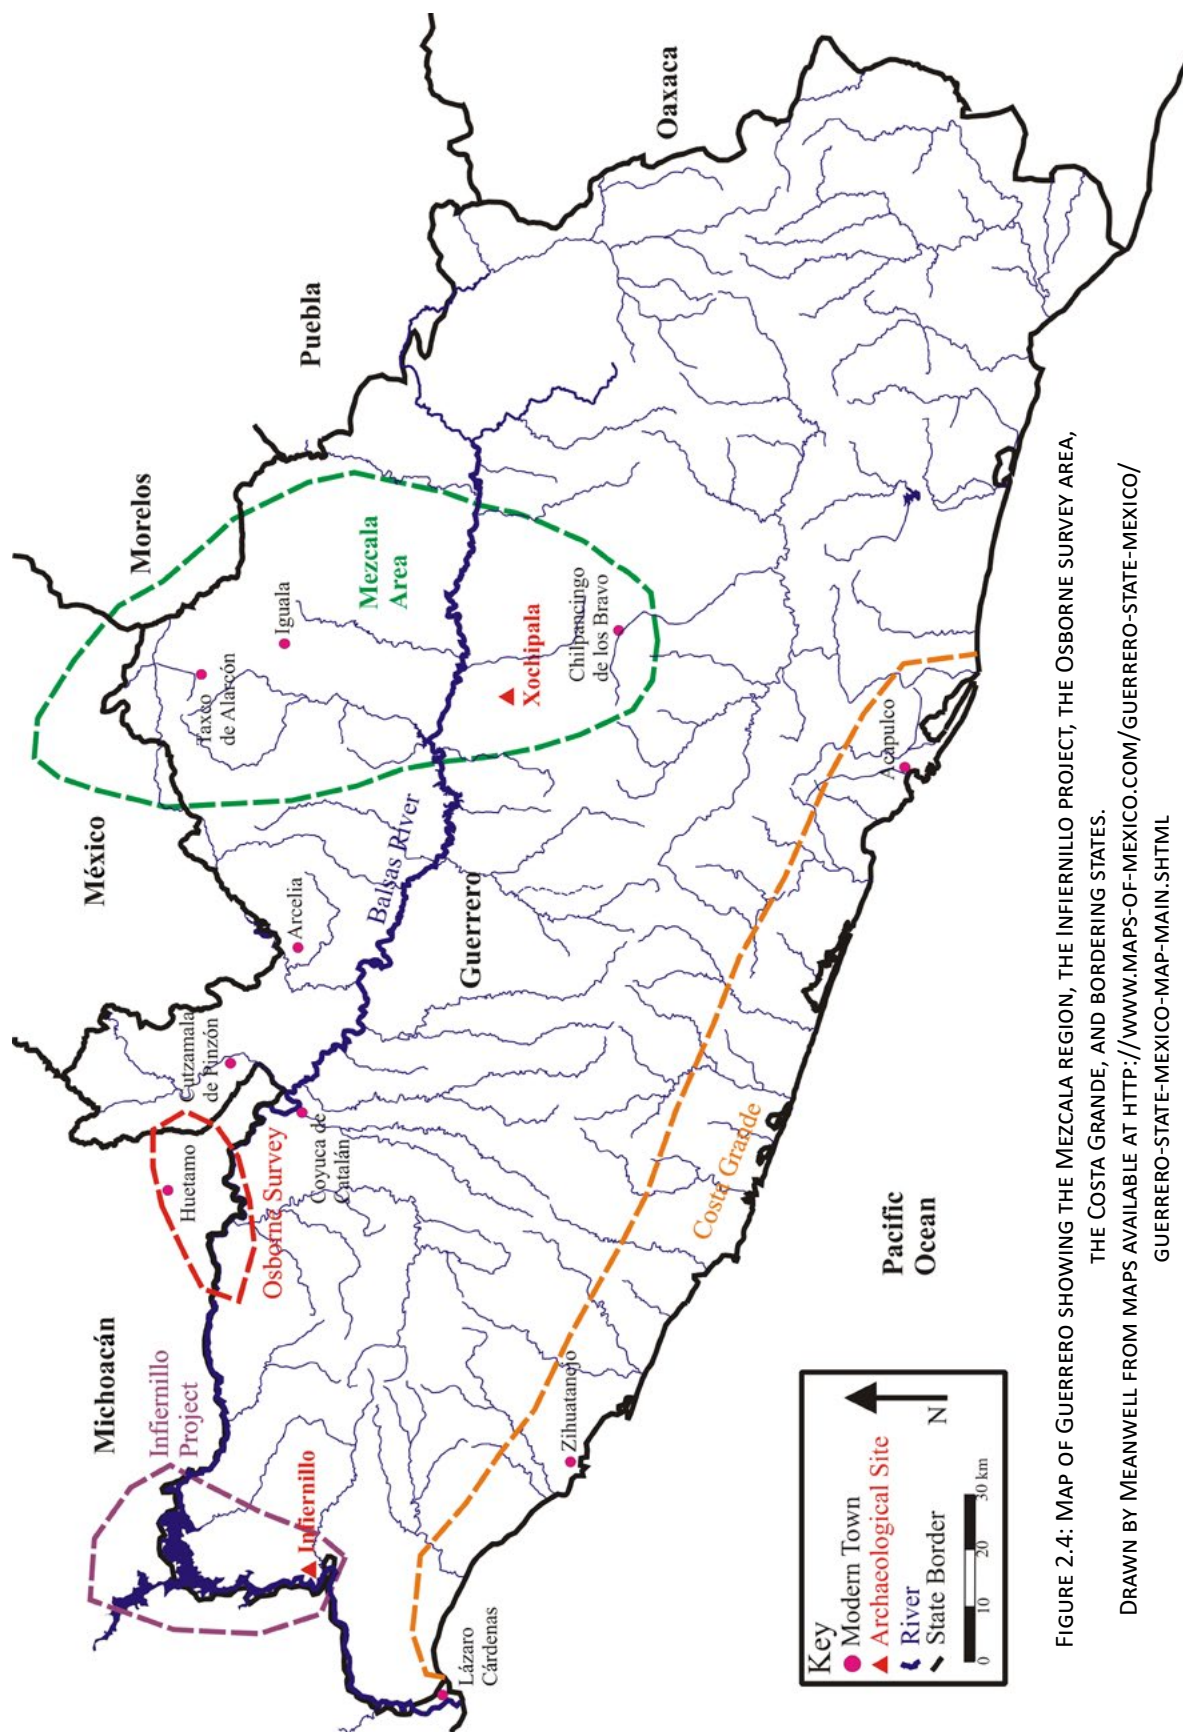 Michoacán
Infiernillo
Project
Infiernillo
Lázaro
Cárdenas
Huetamo
Osborne Survey
Cutzamala
de Pinzón
Coyuca de
Catalán
Zihuatanejo
México
Arcelia
Balsas River
Guerrero
Costa Grande
Pacific
Ocean
Morelos
Taxco
de Alarcón
Iguala
Mezcala
Area
Xochipala
Chilpancingo
de los Bravo
Acapulco
Puebla
Oaxaca
Key
Modern Town
Archaeological Site
River
State Border
0 10 20 30 km
N
FIGURE 2.4: MAP OF GUERRERO SHOWING THE MEZCALA REGION, THE INFIERNILLO PROJECT, THE OSBORNE SURVEY AREA,
THE COSTA GRANDE, AND BORDERING STATES.
DRAWN BY MEANWELL FROM MAPS AVAILABLE AT HTTP://WWW.MAPS-OF-MEXICO.COM/GUERRERO-STATE-MEXICO/
GUERRERO-STATE-MEXICO-MAP-MAIN.SHTML